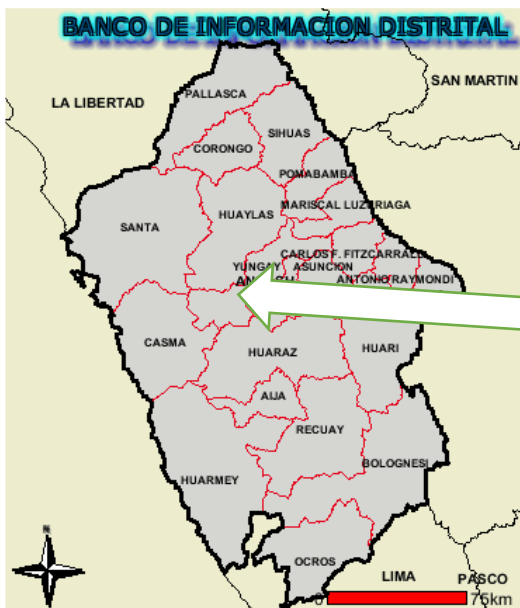 BANCO DE INFORMACION DISTRITAL
SAN MARTIN
LA LIBERTAD
PALLASCA
SIHUAS
CORONGO
POMABAMBA
MARISCAL LUZURIAGA
HUAYLAS
SANTA
CARLOS F. FITZCARRALD
YUNGAY
ASUNCION
ANTONIO RAYMONDI
CASMA
HUARAZ
HUARI
AIJA
RECUAY
BOLOGNESI
HUARMEY
N
OCROS
LIMA
PASCO
0
75km